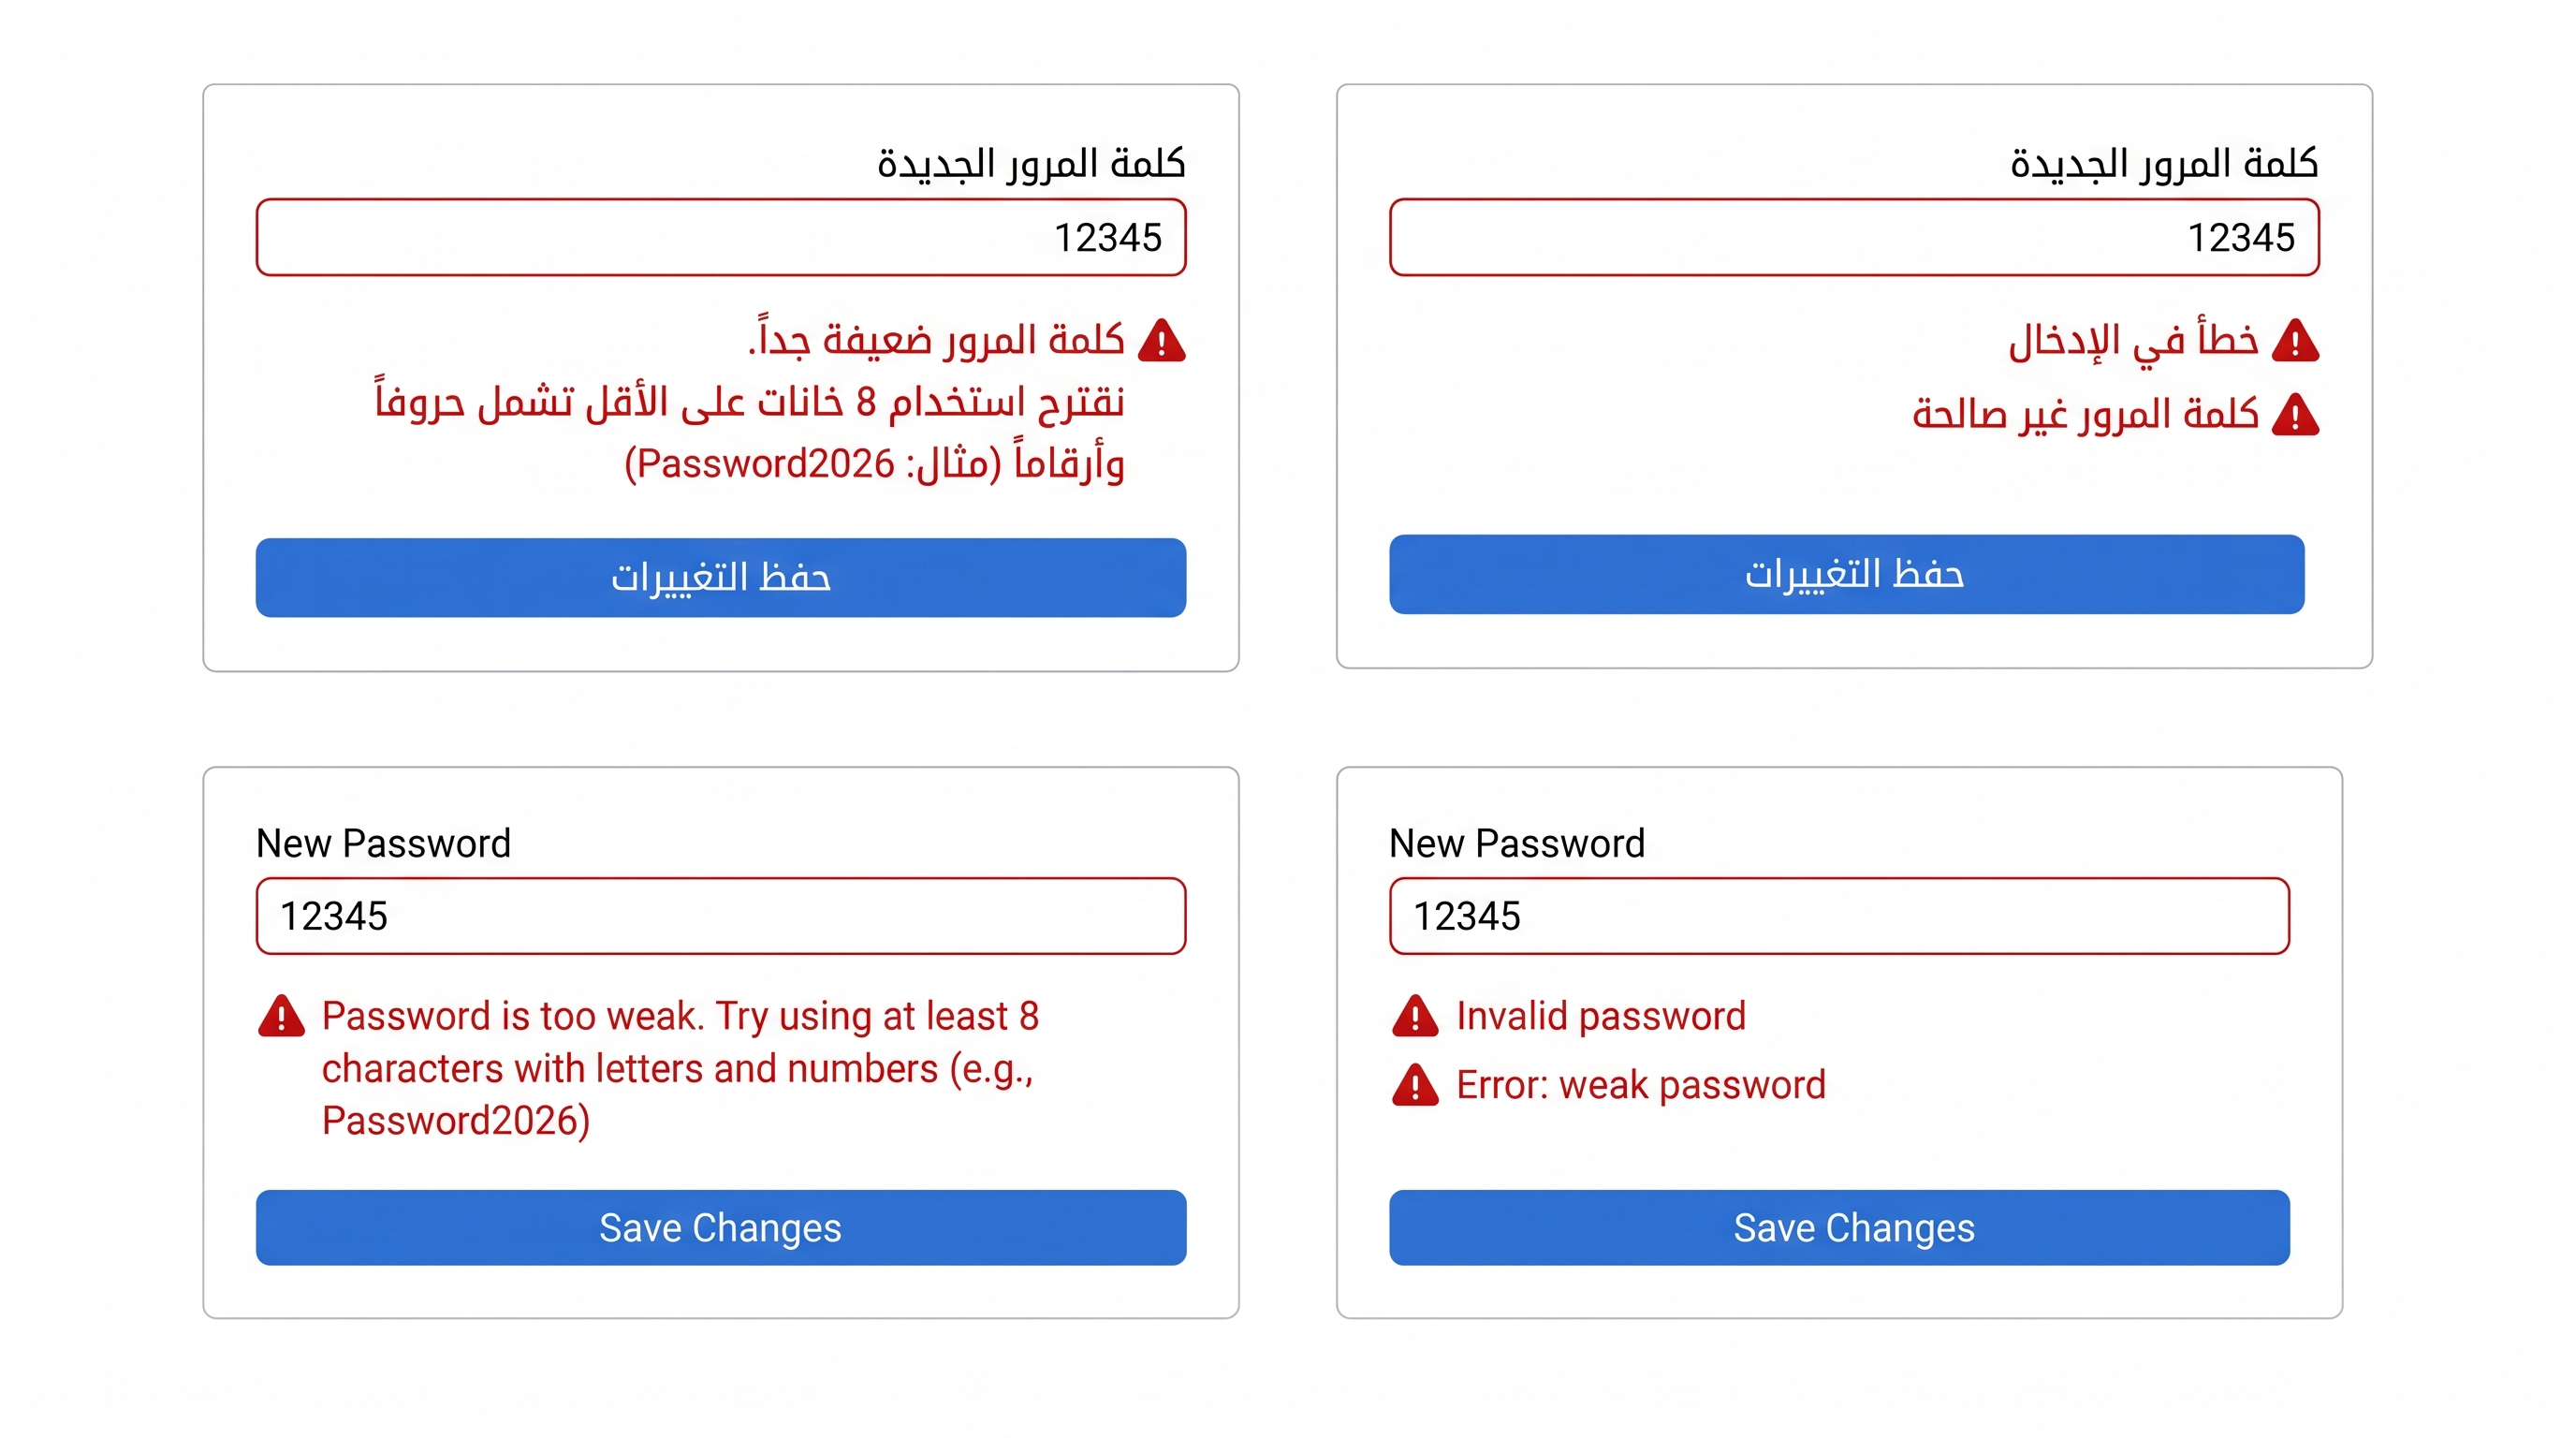 كلمة المرور الجديدة
12345
كلمة المرور ضعيفة جداً.
نقترح استخدام 8 خانات على الأقل تشمل حروفاً
وأرقاماً (مثال: Password2026)
حفظ التغييرات
كلمة المرور الجديدة
12345
خطأ في الإدخال
كلمة المرور غير صالحة
حفظ التغييرات
New Password
12345
Password is too weak. Try using at least 8
characters with letters and numbers (e.g.,
Password2026)
Save Changes
New Password
12345
Invalid password
Error: weak password
Save Changes